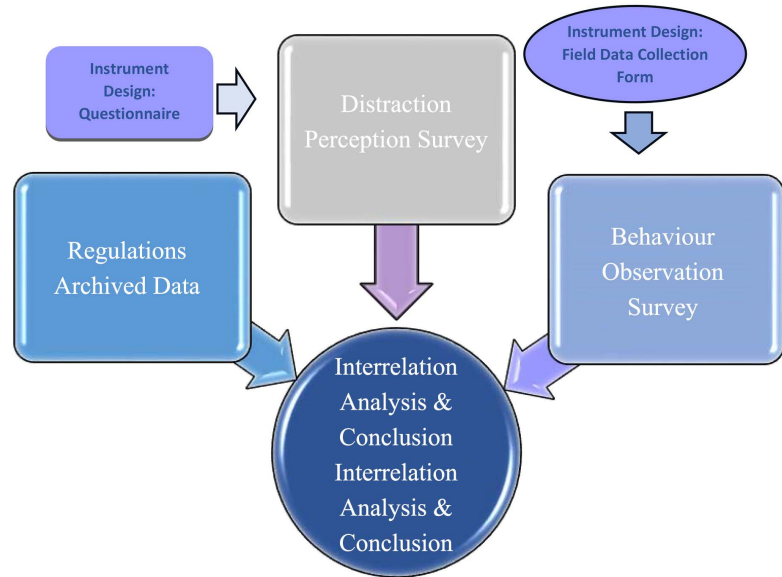 Instrument
Design:
Questionnaire
Distraction
Perception Survey
Instrument Design:
Field Data Collection
Form
Regulations
Archived Data
Behaviour
Observation
Survey
Interrelation
Analysis &
Conclusion
Interrelation
Analysis &
Conclusion